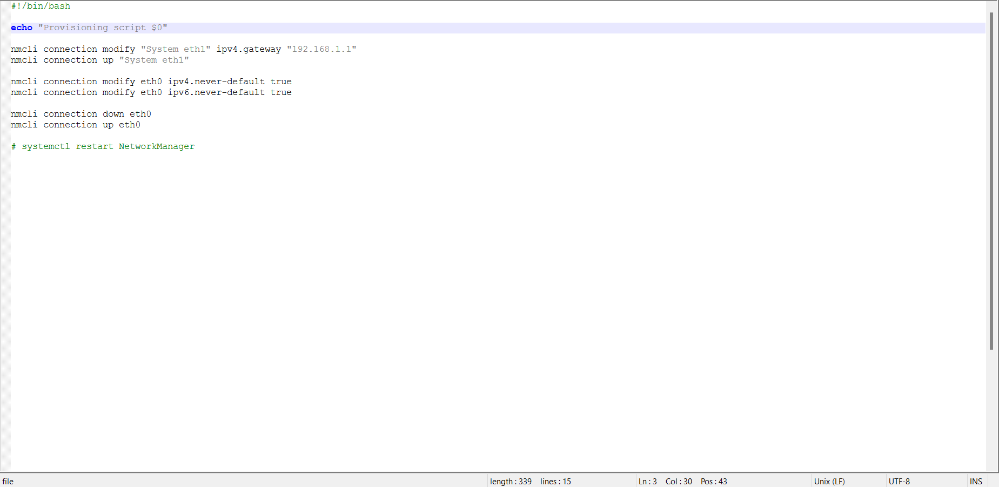 #!/bin/bash
echo "Provisioning script $0"
nmcli connection modify "System eth1" ipv4.gateway "192.168.1.1"
nmcli connection up "System eth1"
nmcli connection modify eth0 ipv4.never-default true
nmcli connection modify eth0 ipv6.never-default true
nmcli connection down eth0
nmcli connection up eth0
# systemctl restart NetworkManager
file length : 339 lines : 15 Ln : 3 Col : 30 Pos : 43 Unix (LF) UTF-8 INS